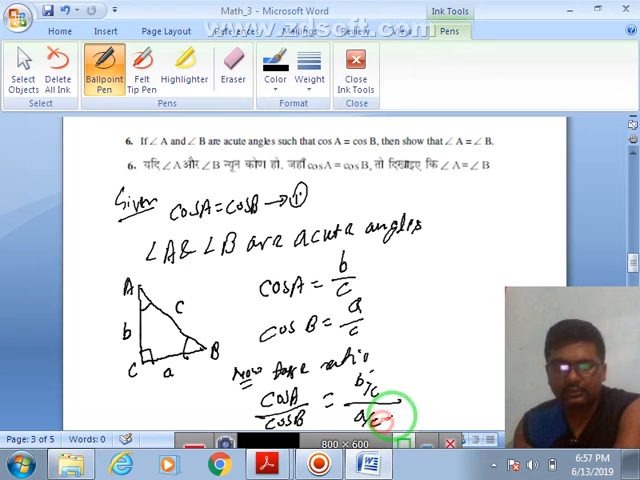 Math_3 - Microsoft Word
Ink Tools
www.zdsoft.com
Home Insert Page Layout References Mailings Review View Pens
Select Objects
Delete All Ink
Ballpoint Pen
Felt Tip Pen
Highlighter
Eraser
Color
Weight
Close Ink Tools
Select
Pens
Format
Close
6. If ∠ A and ∠ B are acute angles such that cos A = cos B, then show that ∠ A = ∠ B.
6. यदि ∠ A और ∠ B न्यून कोण हो, जहाँ cos A = cos B, तो दिखाइए कि ∠ A = ∠ B
Given cosA = cosB → ①
∠A & ∠B are acute angles
A
c
b
C
a
B
cosA = b/c
cosB = a/c
Now take ratio
cosA/cosB = b/c / a/c
Page: 3 of 5
Words: 0
800 × 600
6:57 PM
6/13/2019